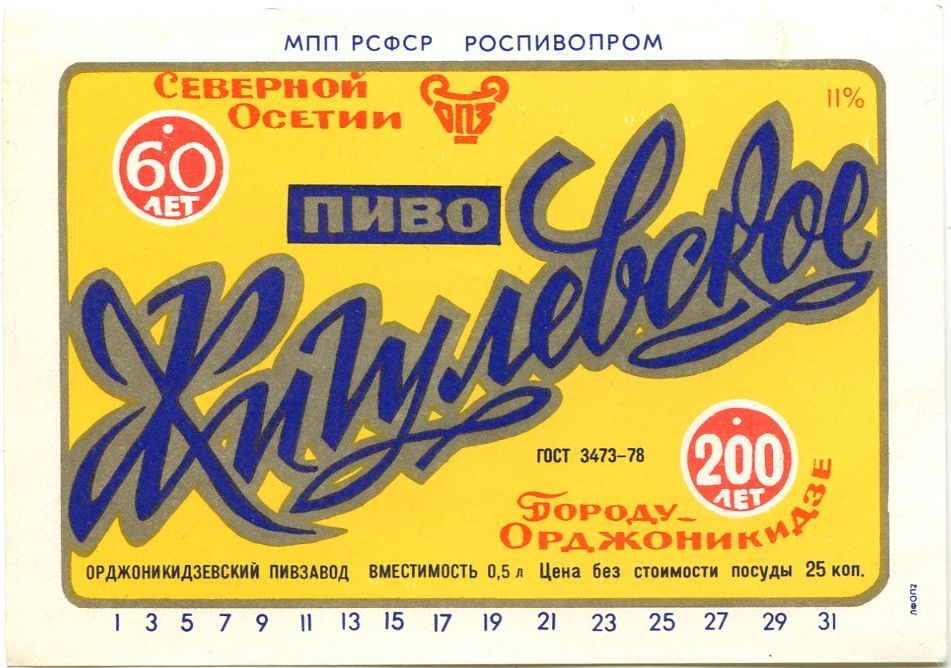 МПП РСФСР РОСПИВОПРОМ
СЕВЕРНОЙ
ОСЕТИИ
ОПЗ
11%
60
ЛЕТ
ПИВО
Жигулевское
ГОСТ 3473-78
200
ЛЕТ
ГОРОДУ-
ОРДЖОНИКИДЗЕ
ОРДЖОНИКИДЗЕВСКИЙ ПИВЗАВОД ВМЕСТИМОСТЬ 0,5 л Цена без стоимости посуды 25 коп.
1 3 5 7 9 11 13 15 17 19 21 23 25 27 29 31
ЛФОП2